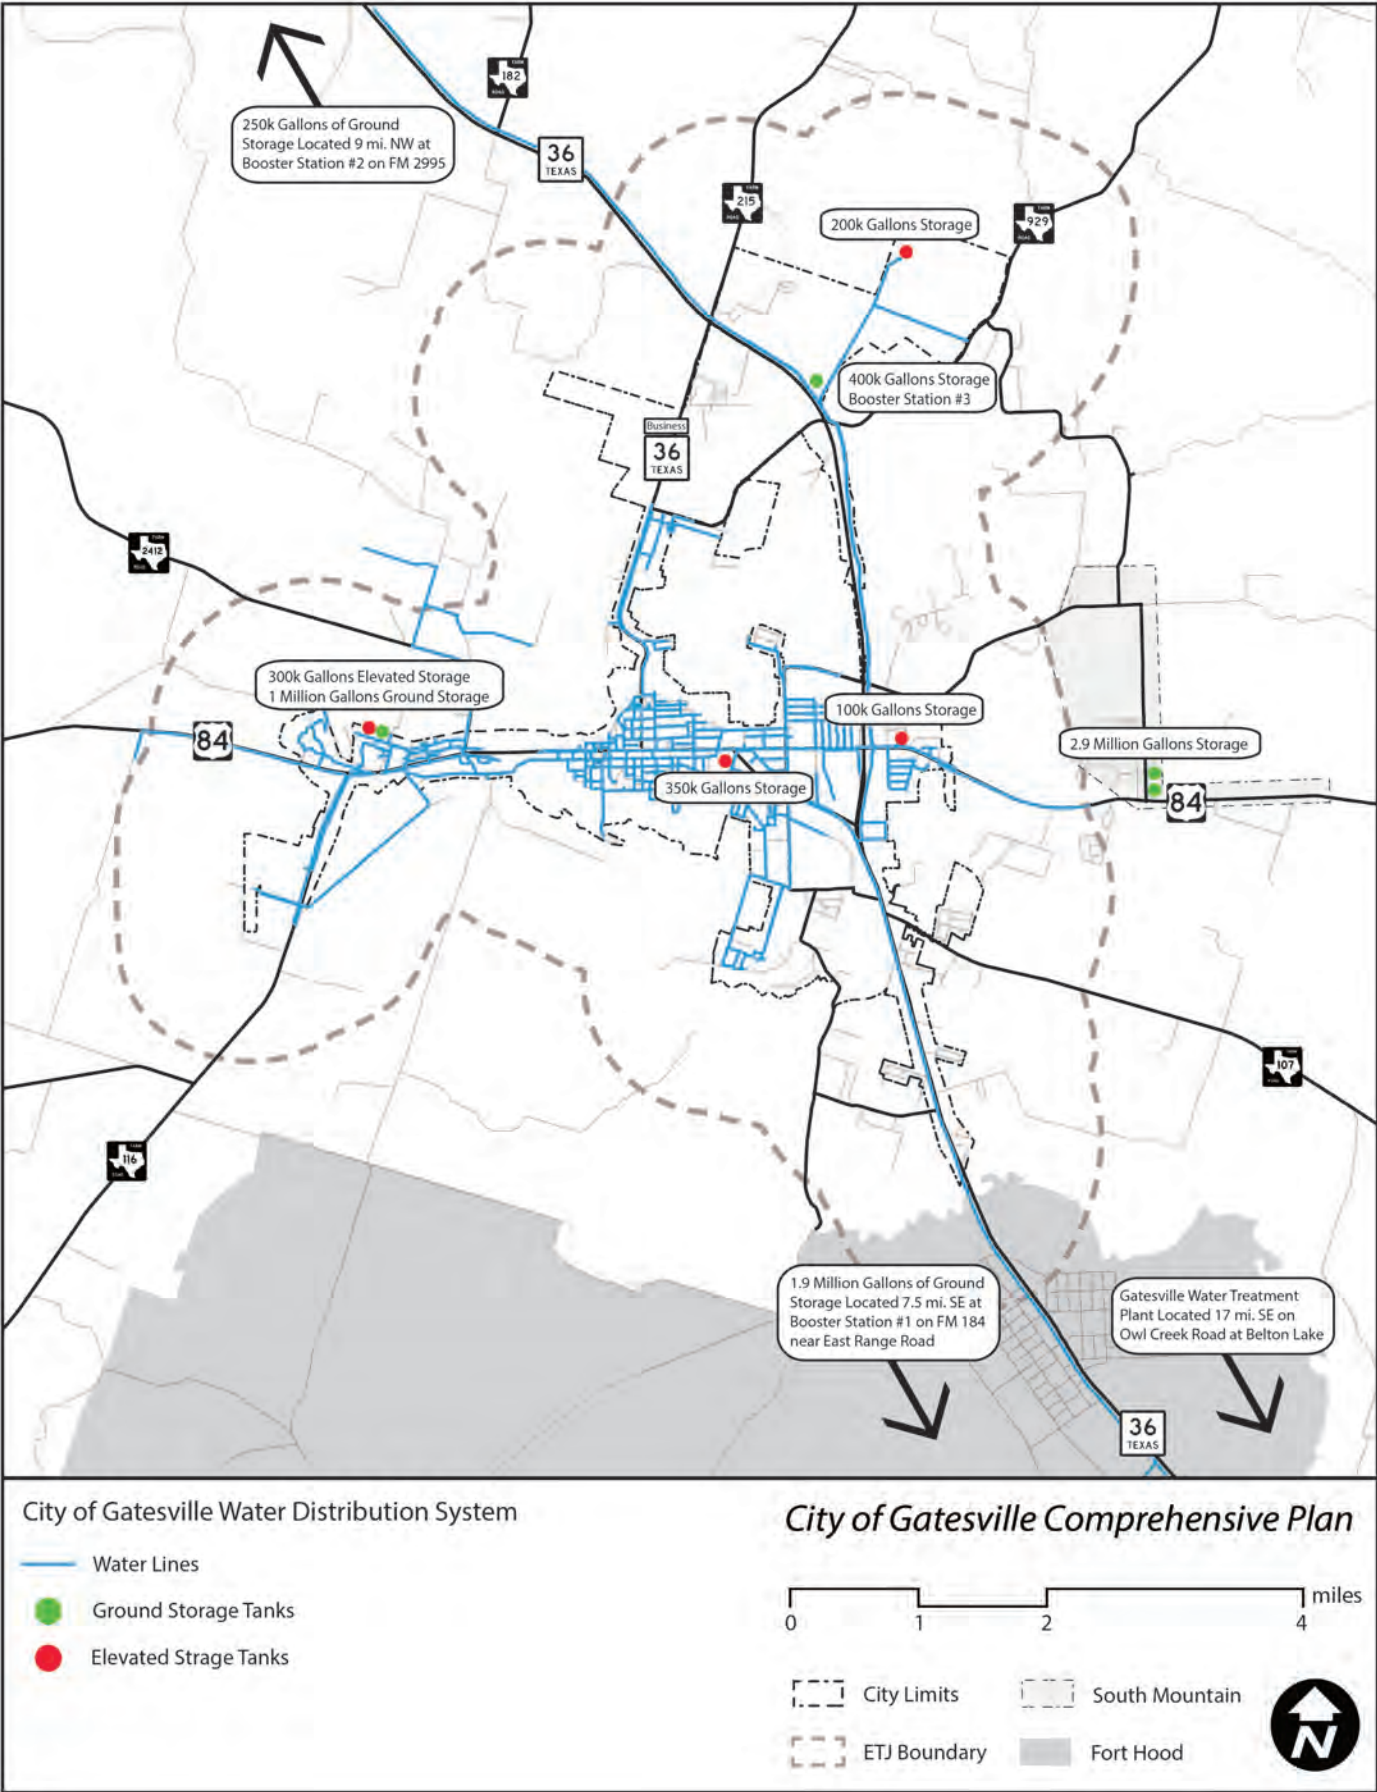 182
250k Gallons of Ground
Storage Located 9 mi. NW at
Booster Station #2 on FM 2995
36
TEXAS
215
929
200k Gallons Storage
400k Gallons Storage
Booster Station #3
Business
36
TEXAS
2412
300k Gallons Elevated Storage
1 Million Gallons Ground Storage
100k Gallons Storage
84
2.9 Million Gallons Storage
350k Gallons Storage
84
107
116
1.9 Million Gallons of Ground
Storage Located 7.5 mi. SE at
Booster Station #1 on FM 184
near East Range Road
Gatesville Water Treatment
Plant Located 17 mi. SE on
Owl Creek Road at Belton Lake
36
TEXAS
City of Gatesville Water Distribution System
Water Lines
Ground Storage Tanks
Elevated Strage Tanks
City of Gatesville Comprehensive Plan
miles
0 1 2 4
City Limits
South Mountain
ETJ Boundary
Fort Hood
N